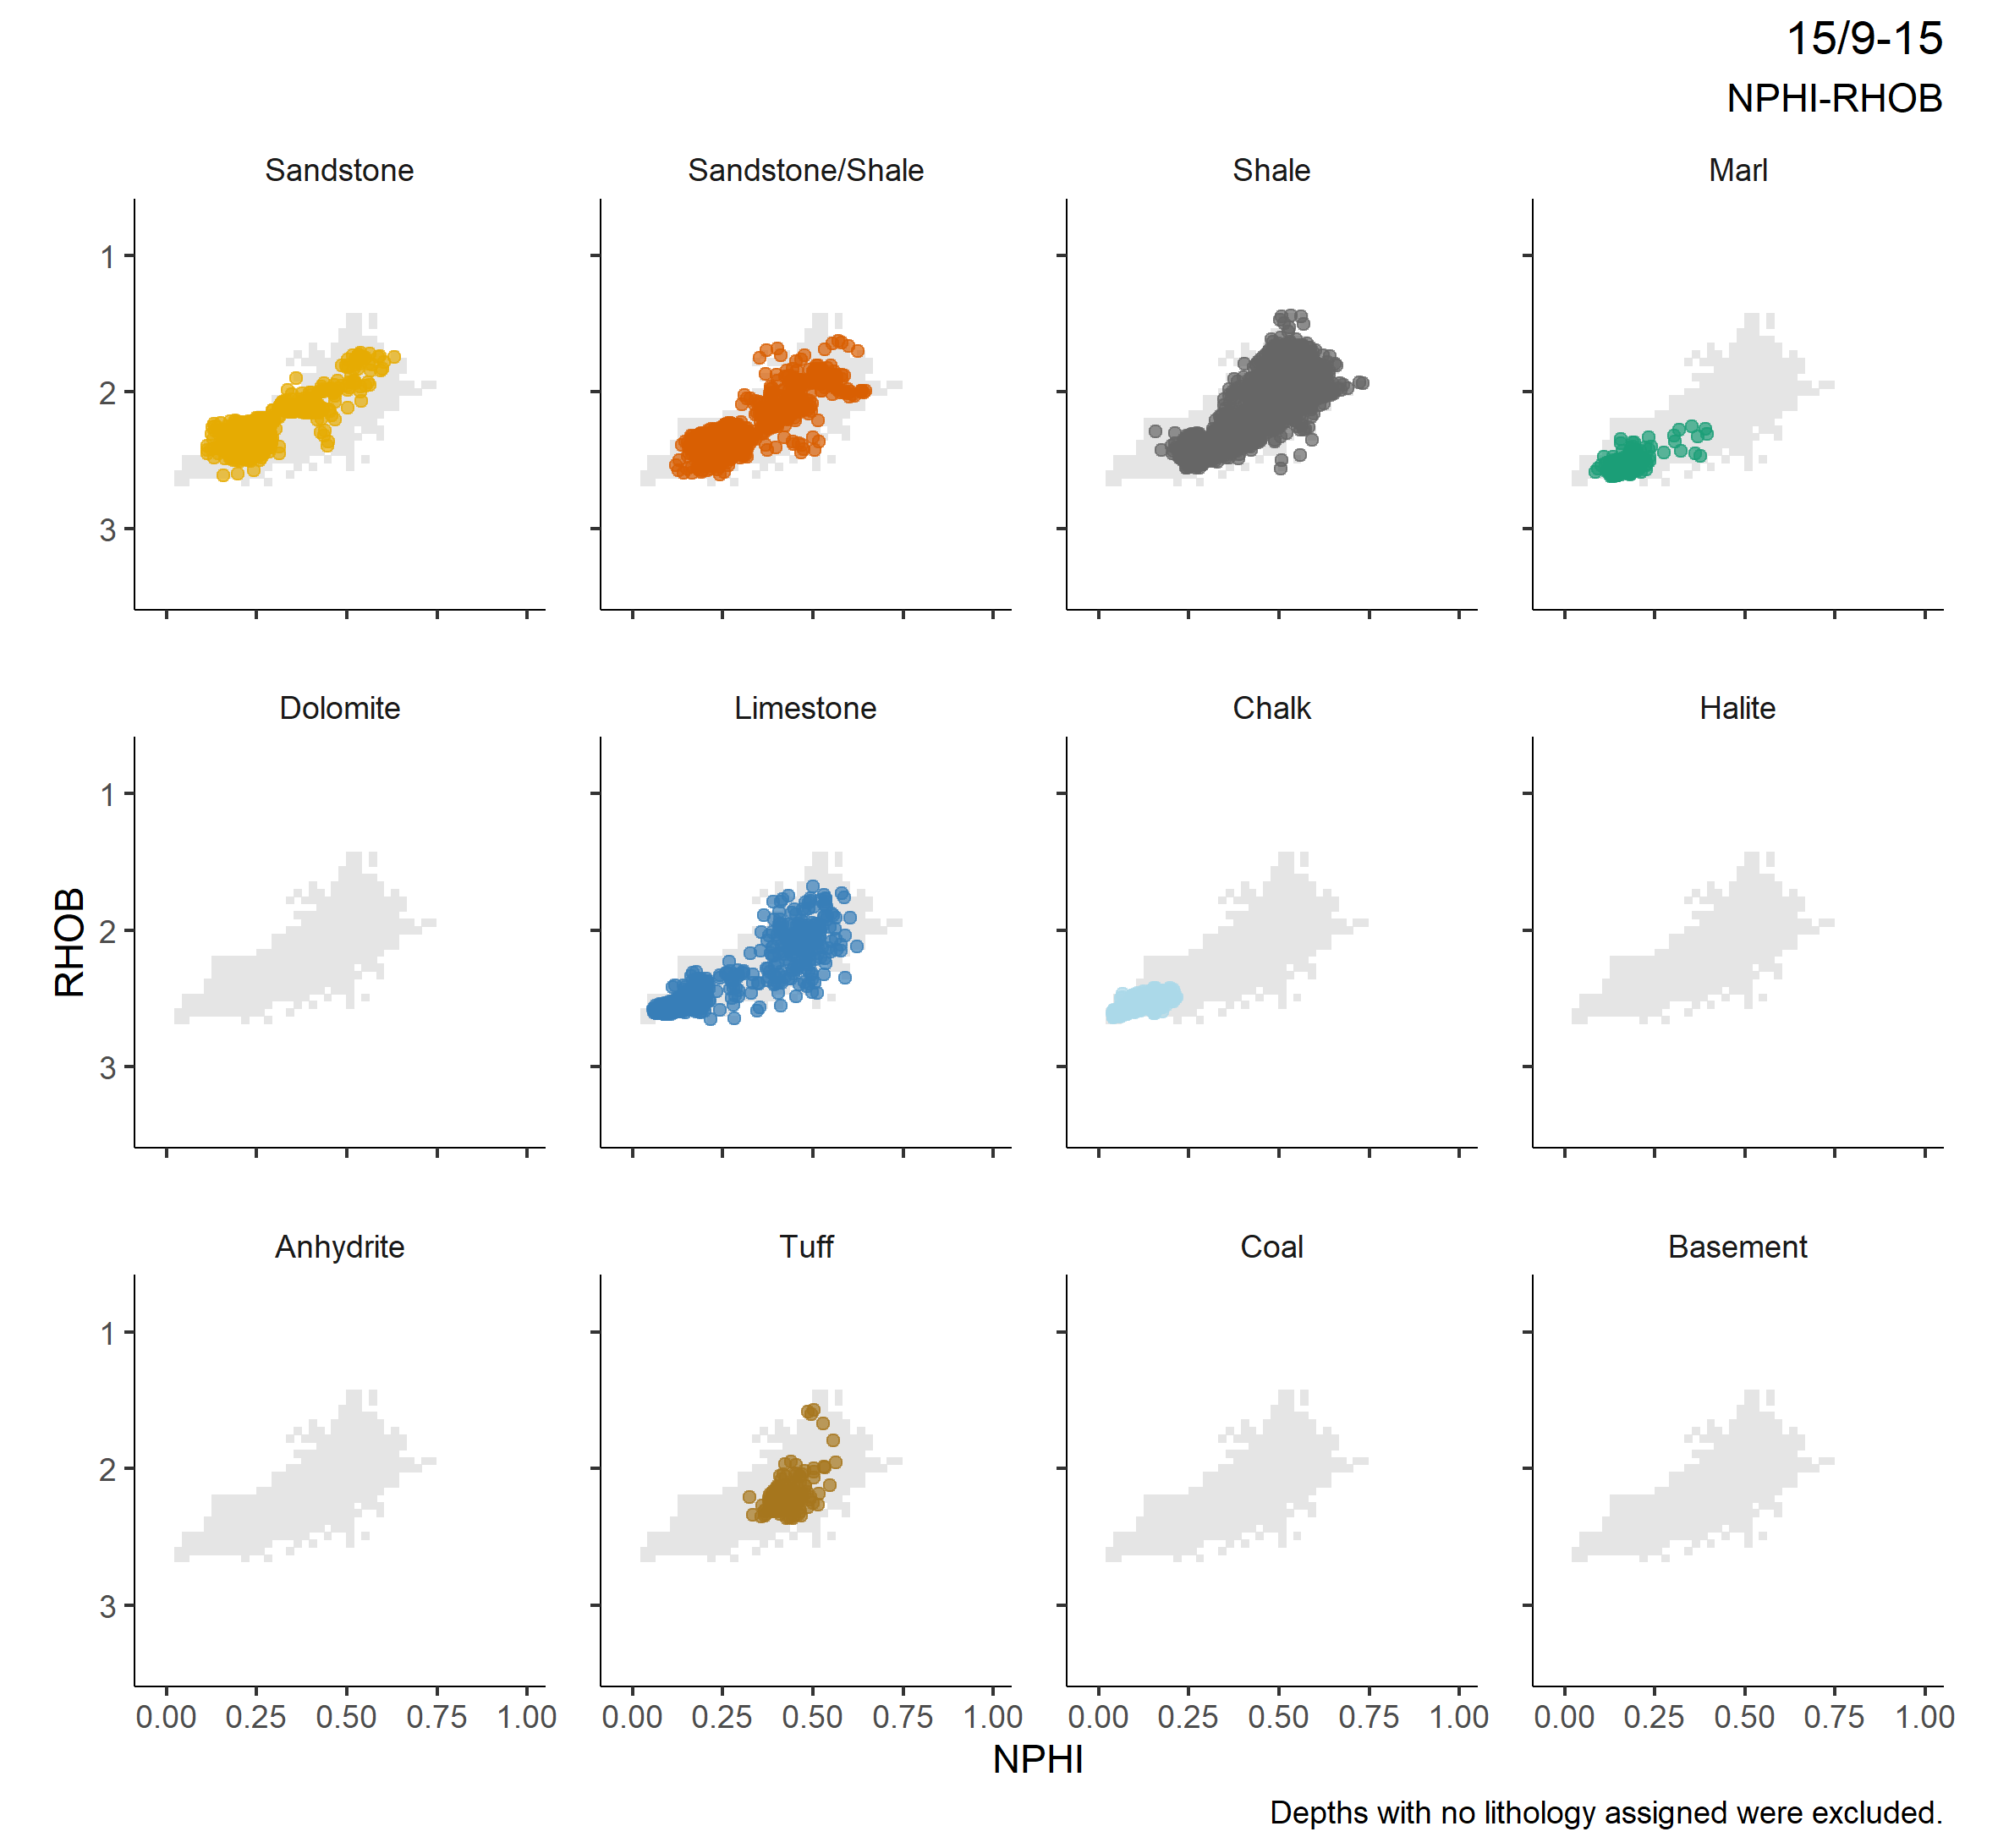 15/9-15
NPHI-RHOB
Sandstone Sandstone/Shale Shale Marl
1
2
3
Dolomite Limestone Chalk Halite
1
2
3
RHOB
Anhydrite Tuff Coal Basement
1
2
3
0.00 0.25 0.50 0.75 1.00 0.00 0.25 0.50 0.75 1.00 0.00 0.25 0.50 0.75 1.00 0.00 0.25 0.50 0.75 1.00
NPHI
Depths with no lithology assigned were excluded.